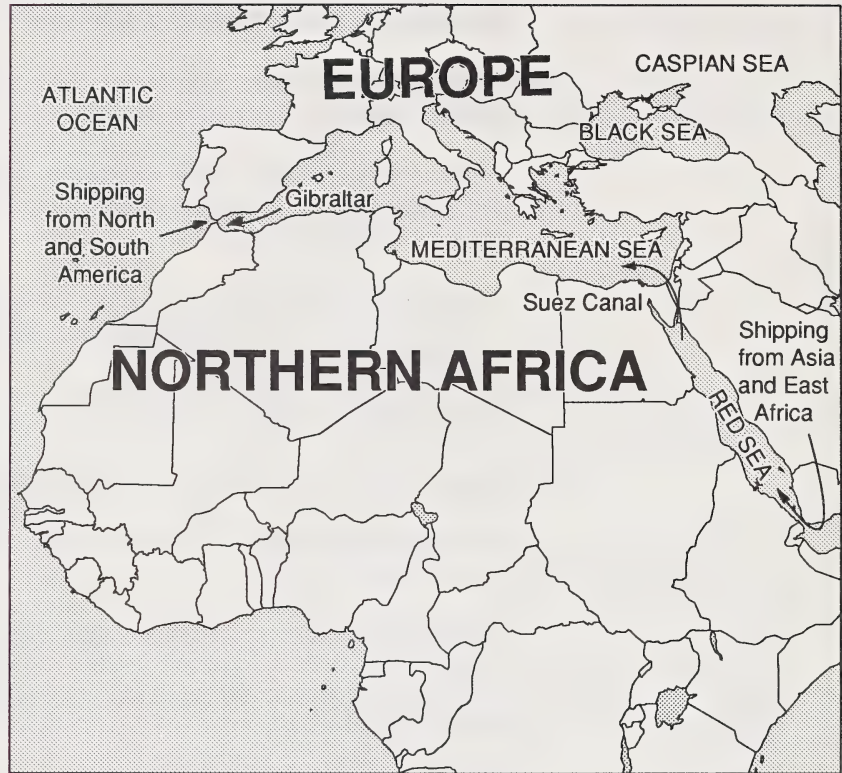 EUROPE
CASPIAN SEA
ATLANTIC
OCEAN
BLACK SEA
Shipping
from North
and South
America
Gibraltar
MEDITERRANEAN SEA
Suez Canal
Shipping
from Asia
and East
Africa
NORTHERN AFRICA
RED SEA